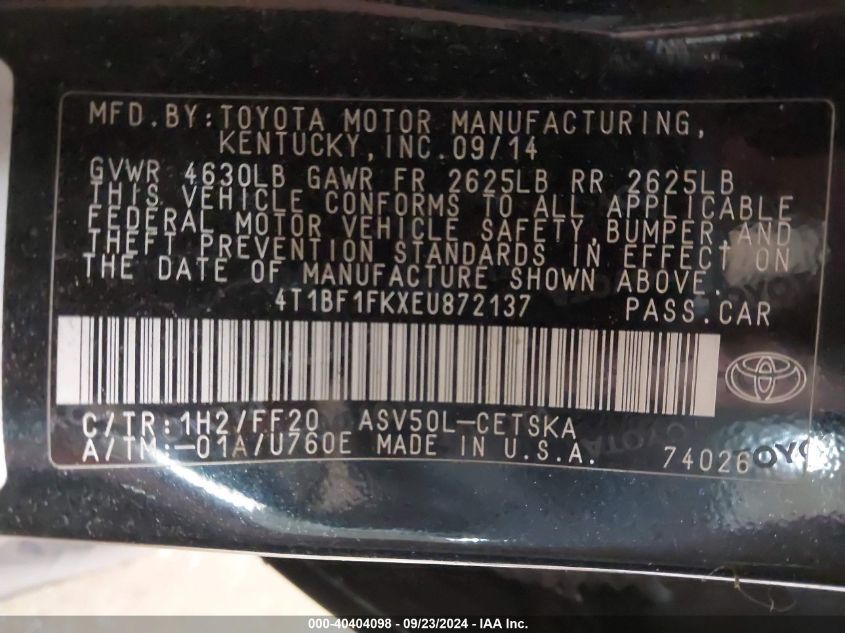 MFD.BY:TOYOTA MOTOR MANUFACTURING,
KENTUCKY,INC.09/14
GVWR 4630LB GAWR FR 2625LB RR 2625LB
THIS VEHICLE CONFORMS TO ALL APPLICABLE
FEDERAL MOTOR VEHICLE SAFETY,BUMPER,AND
THEFT PREVENTION STANDARDS IN EFFECT ON
THE DATE OF MANUFACTURE SHOWN ABOVE.
4T1BF1FKXEU872137 PASS.CAR
C/TR:1H2/FF20 ASV50L-CETSKA
A/TM:-01A/U760E MADE IN U.S.A. 74026
000-40404098 - 09/23/2024 - IAA Inc.